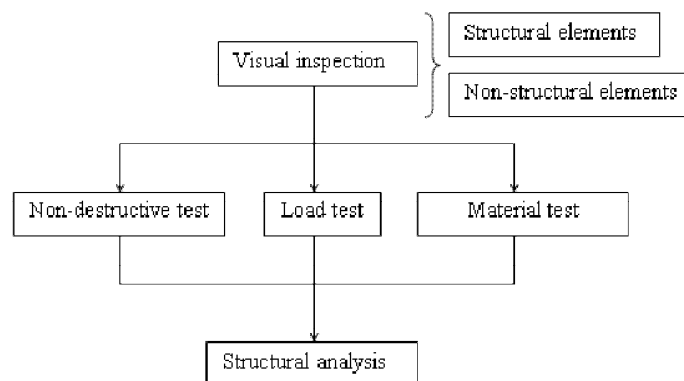 Visual inspection
Structural elements
Non-structural elements
Non-destructive test
Load test
Material test
Structural analysis